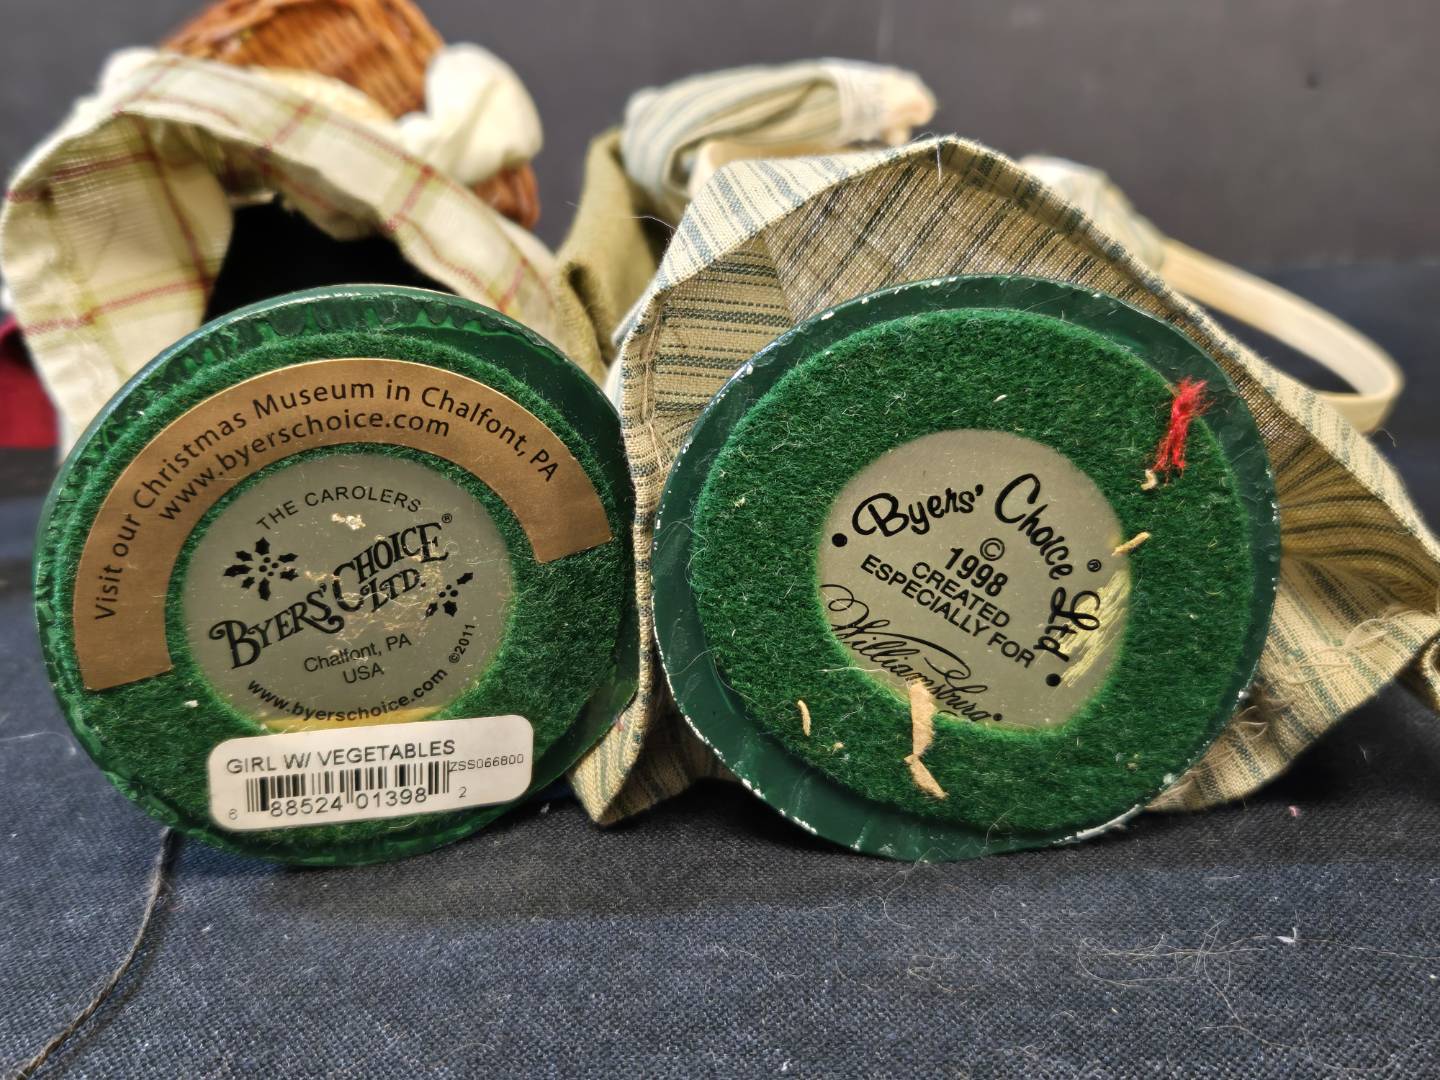 Visit our Christmas Museum in Chalfont, PA
www.byerschoice.com
THE CAROLERS
BYERS' CHOICE®
LTD.
Chalfont, PA
USA
www.byerschoice.com ©2011
GIRL W/ VEGETABLES
ZSS066800
6 88524 01398 2
Byers' Choice® Ltd
©
1998
CREATED
ESPECIALLY FOR
Williamsburg®